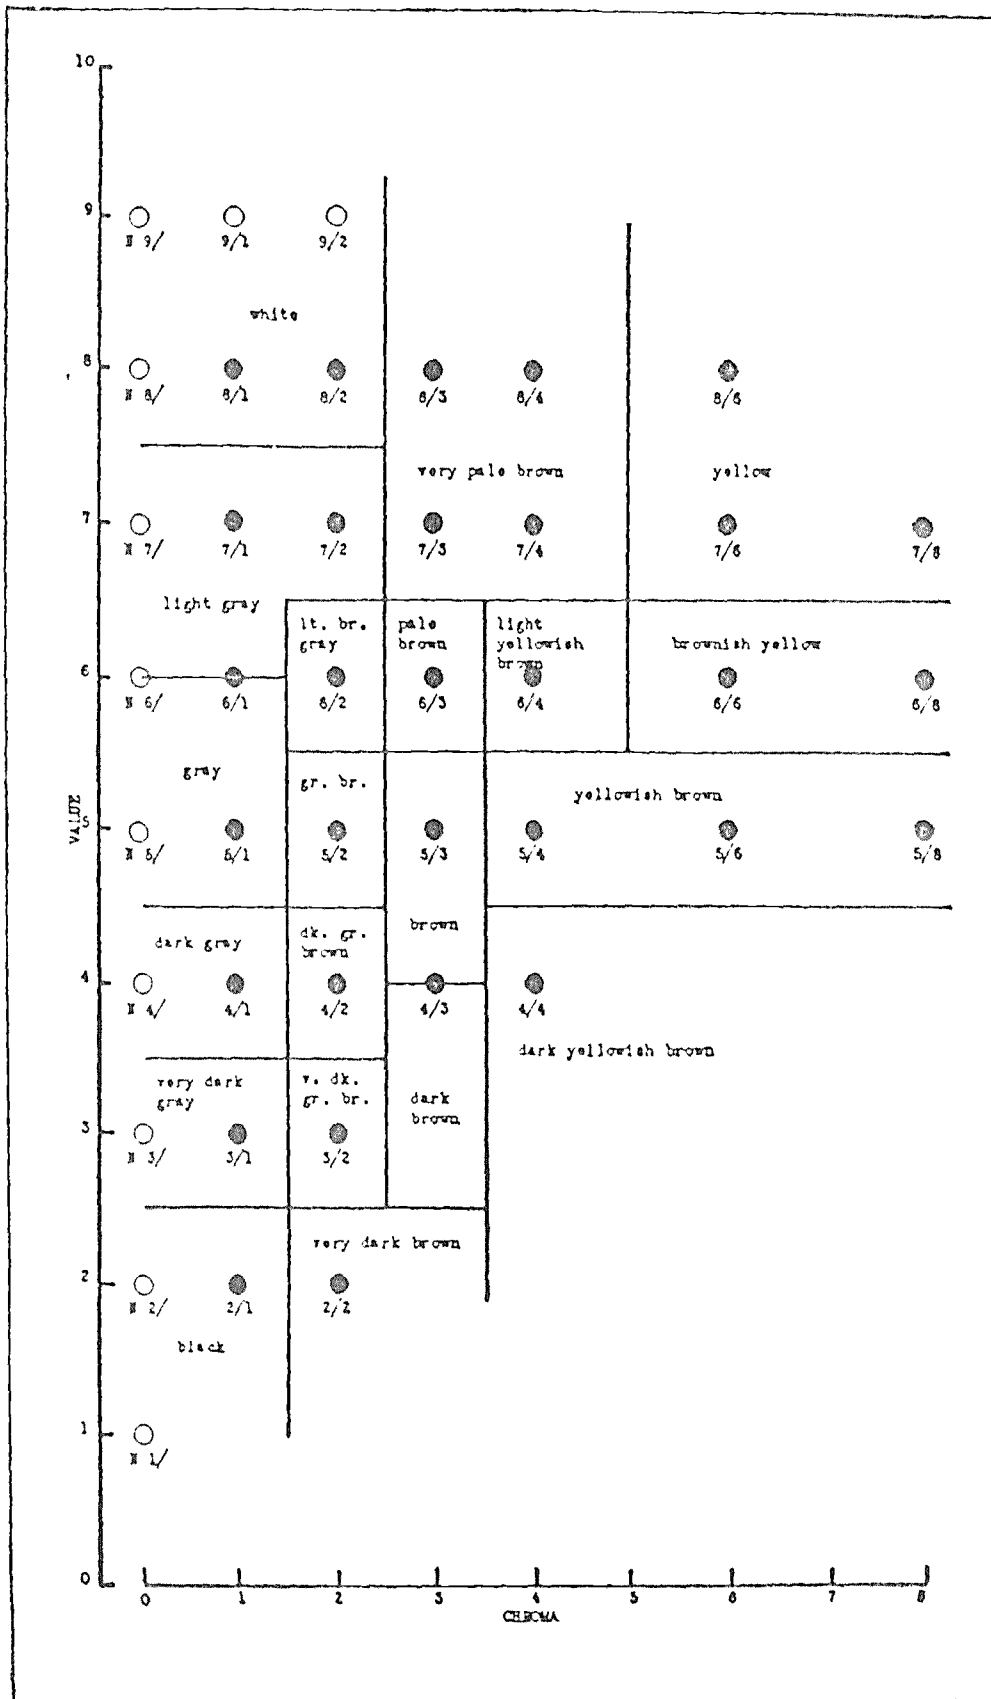 10
9
N 9/ 9/1 9/2
white
8
N 8/ 8/1 8/2 8/3 8/4 8/6
very pale brown yellow
7
N 7/ 7/1 7/2 7/3 7/4 7/6 7/8
light gray
lt. br. gray
pale brown
light yellowish brown
brownish yellow
6
N 6/ 6/1 6/2 6/3 6/4 6/6 6/8
gray
gr. br.
yellowish brown
VALUE
5
N 5/ 5/1 5/2 5/3 5/4 5/6 5/8
dark gray
dk. gr. brown
brown
4
N 4/ 4/1 4/2 4/3 4/4
dark yellowish brown
very dark gray
v. dk. gr. br.
dark brown
3
N 3/ 3/1 3/2
very dark brown
2
N 2/ 2/1 2/2
black
1
N 1/
0
0 1 2 3 4 5 6 7 8
CHROMA